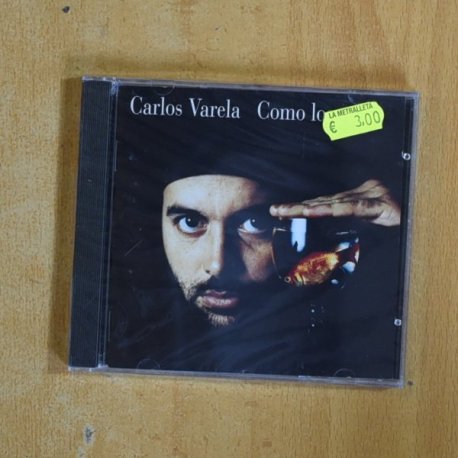 Carlos Varela Como lo
LA METRALLETA
€ 3,00